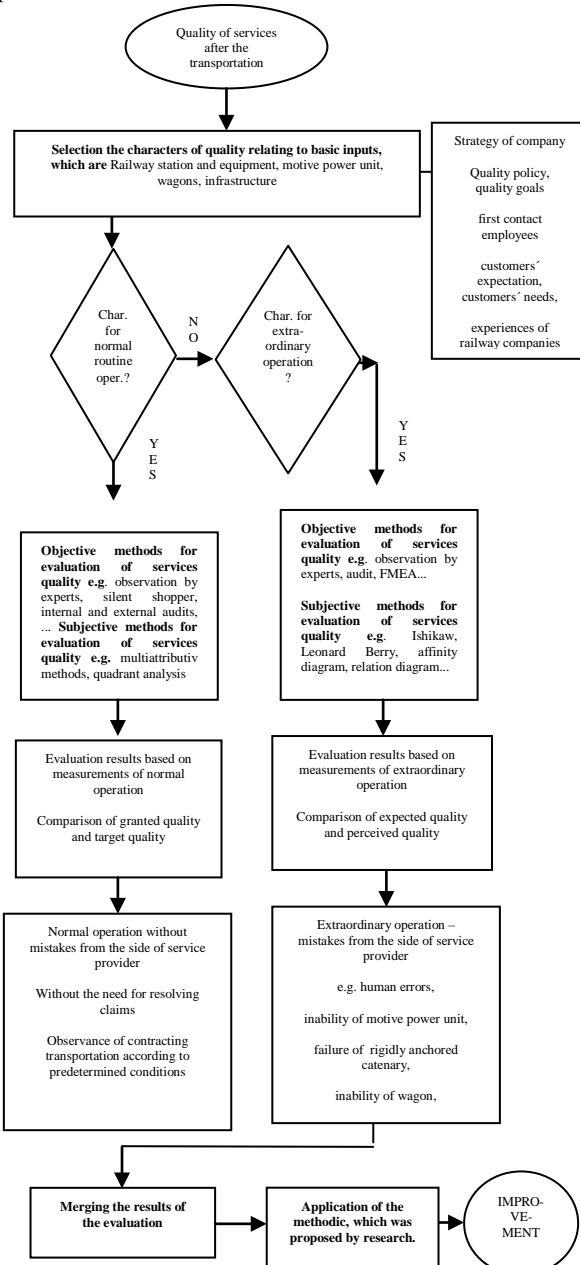 Quality of services
after the
transportation
Selection the characters of quality relating to basic inputs,
which are Railway station and equipment, motive power unit,
wagons, infrastructure
Strategy of company
Quality policy,
quality goals
first contact
employees
customers´
expectation,
customers´ needs,
experiences of
railway companies
Char.
for
normal
routine
oper.?
N
O
Char. for
extra-
ordinary
operation
?
Y
E
S
Y
E
S
Objective methods for
evaluation of services
quality e.g. observation by
experts, silent shopper,
internal and external audits,
... Subjective methods for
evaluation of services
quality e.g. multiattributiv
methods, quadrant analysis
Objective methods for
evaluation of services
quality e.g. observation by
experts, audit, FMEA...
Subjective methods for
evaluation of services
quality e.g. Ishikaw,
Leonard Berry, affinity
diagram, relation diagram...
Evaluation results based on
measurements of normal
operation
Comparison of granted quality
and target quality
Evaluation results based on
measurements of extraordinary
operation
Comparison of expected quality
and perceived quality
Normal operation without
mistakes from the side of service
provider
Without the need for resolving
claims
Observance of contracting
transportation according to
predetermined conditions
Extraordinary operation –
mistakes from the side of service
provider
e.g. human errors,
inability of motive power unit,
failure of rigidly anchored
catenary,
inability of wagon,
Merging the results of
the evaluation
Application of the
methodic, which was
proposed by research.
IMPRO-
VE-
MENT